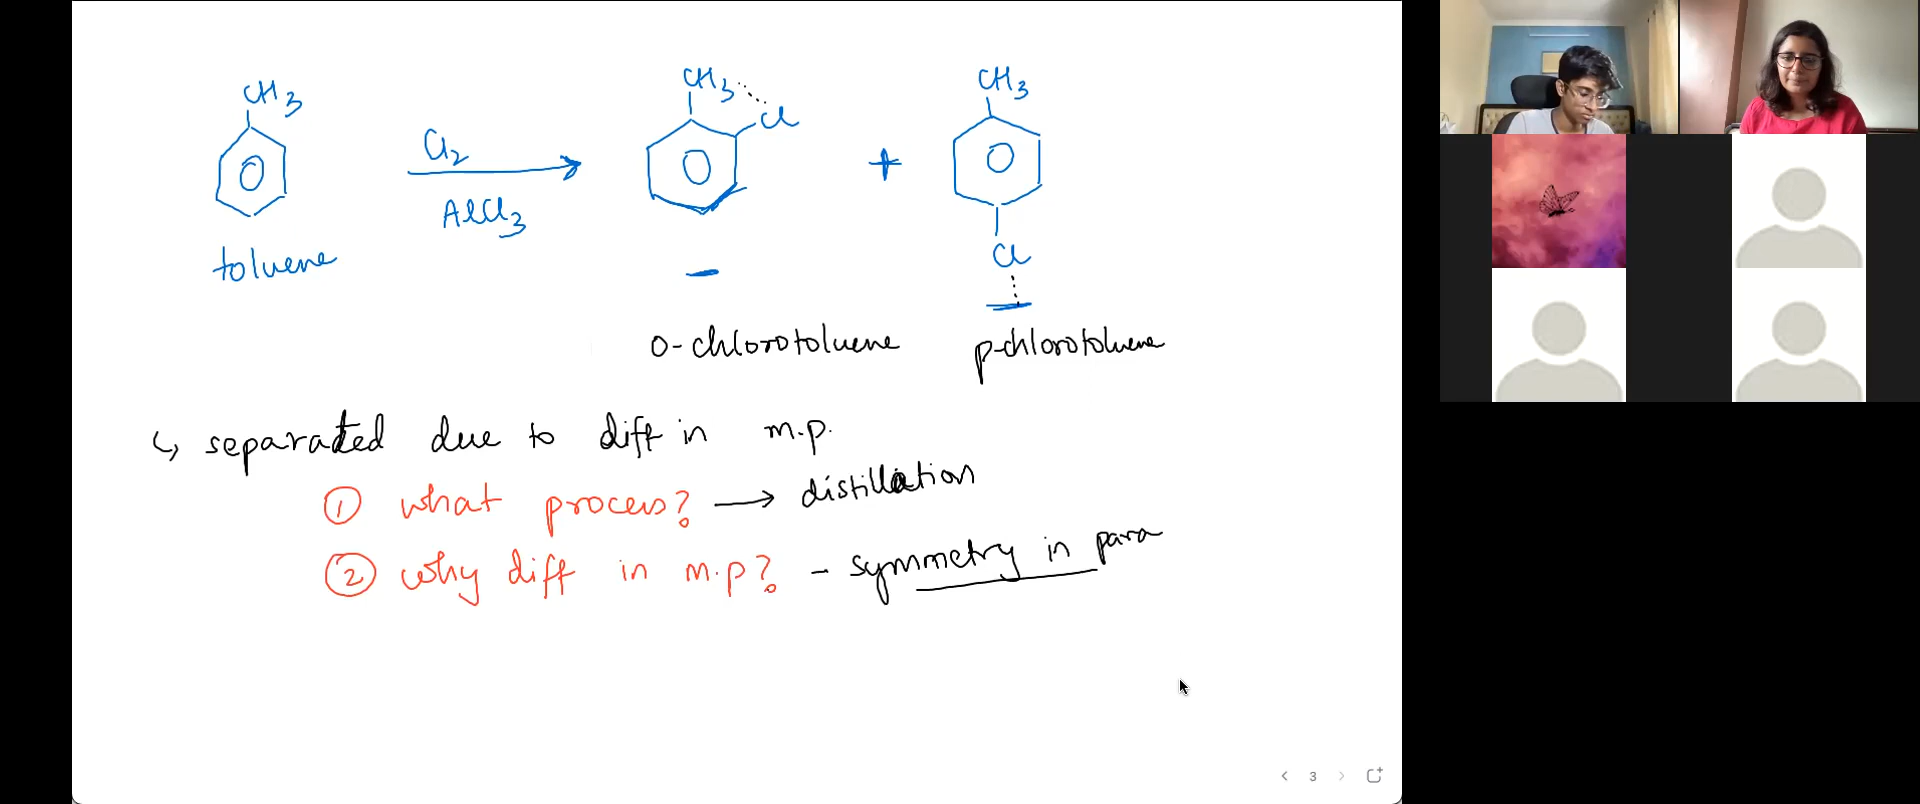 CH3
Cl2
AlCl3
toluene
CH3
Cl
+
CH3
Cl
o-chlorotoluene
p-chlorotoluene
↳ separated due to diff in m.p.
① what process? → distillation
② why diff in m.p? - symmetry in para
3